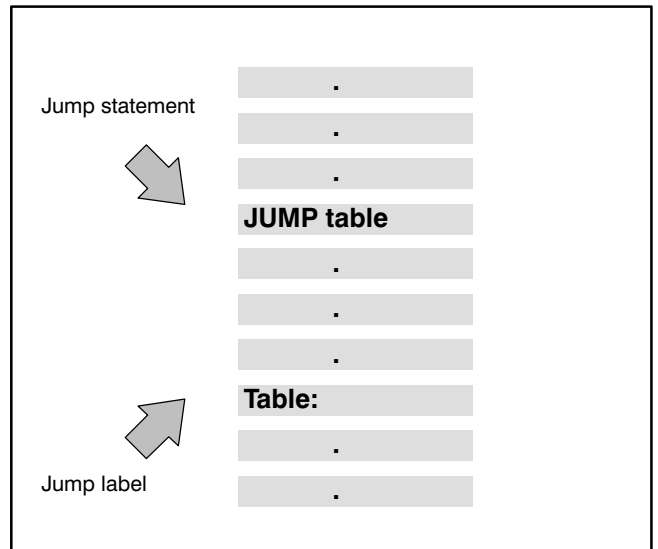 .
Jump statement
.
.
JUMP table
.
.
.
Table:
.
Jump label
.